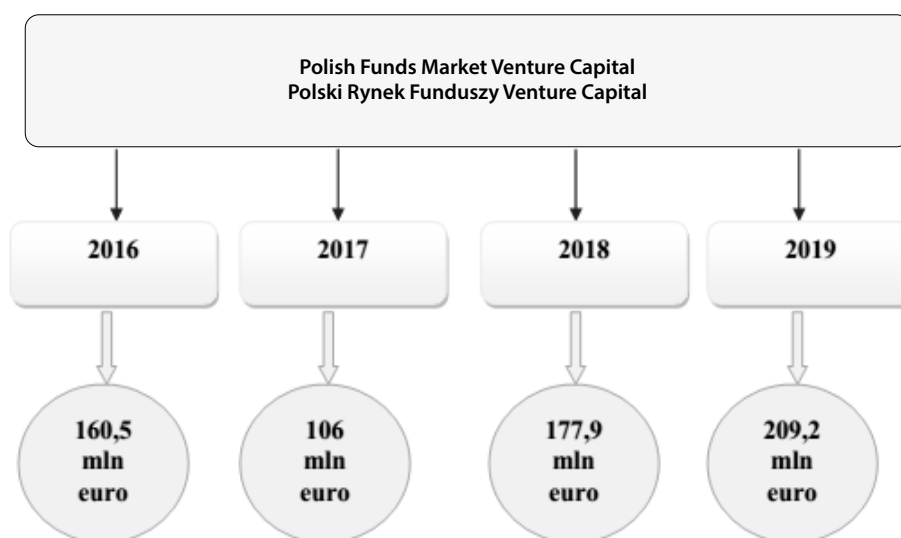 Polish Funds Market Venture Capital
Polski Rynek Funduszy Venture Capital
2016
2017
2018
2019
160,5
mln
euro
106
mln
euro
177,9
mln
euro
209,2
mln
euro